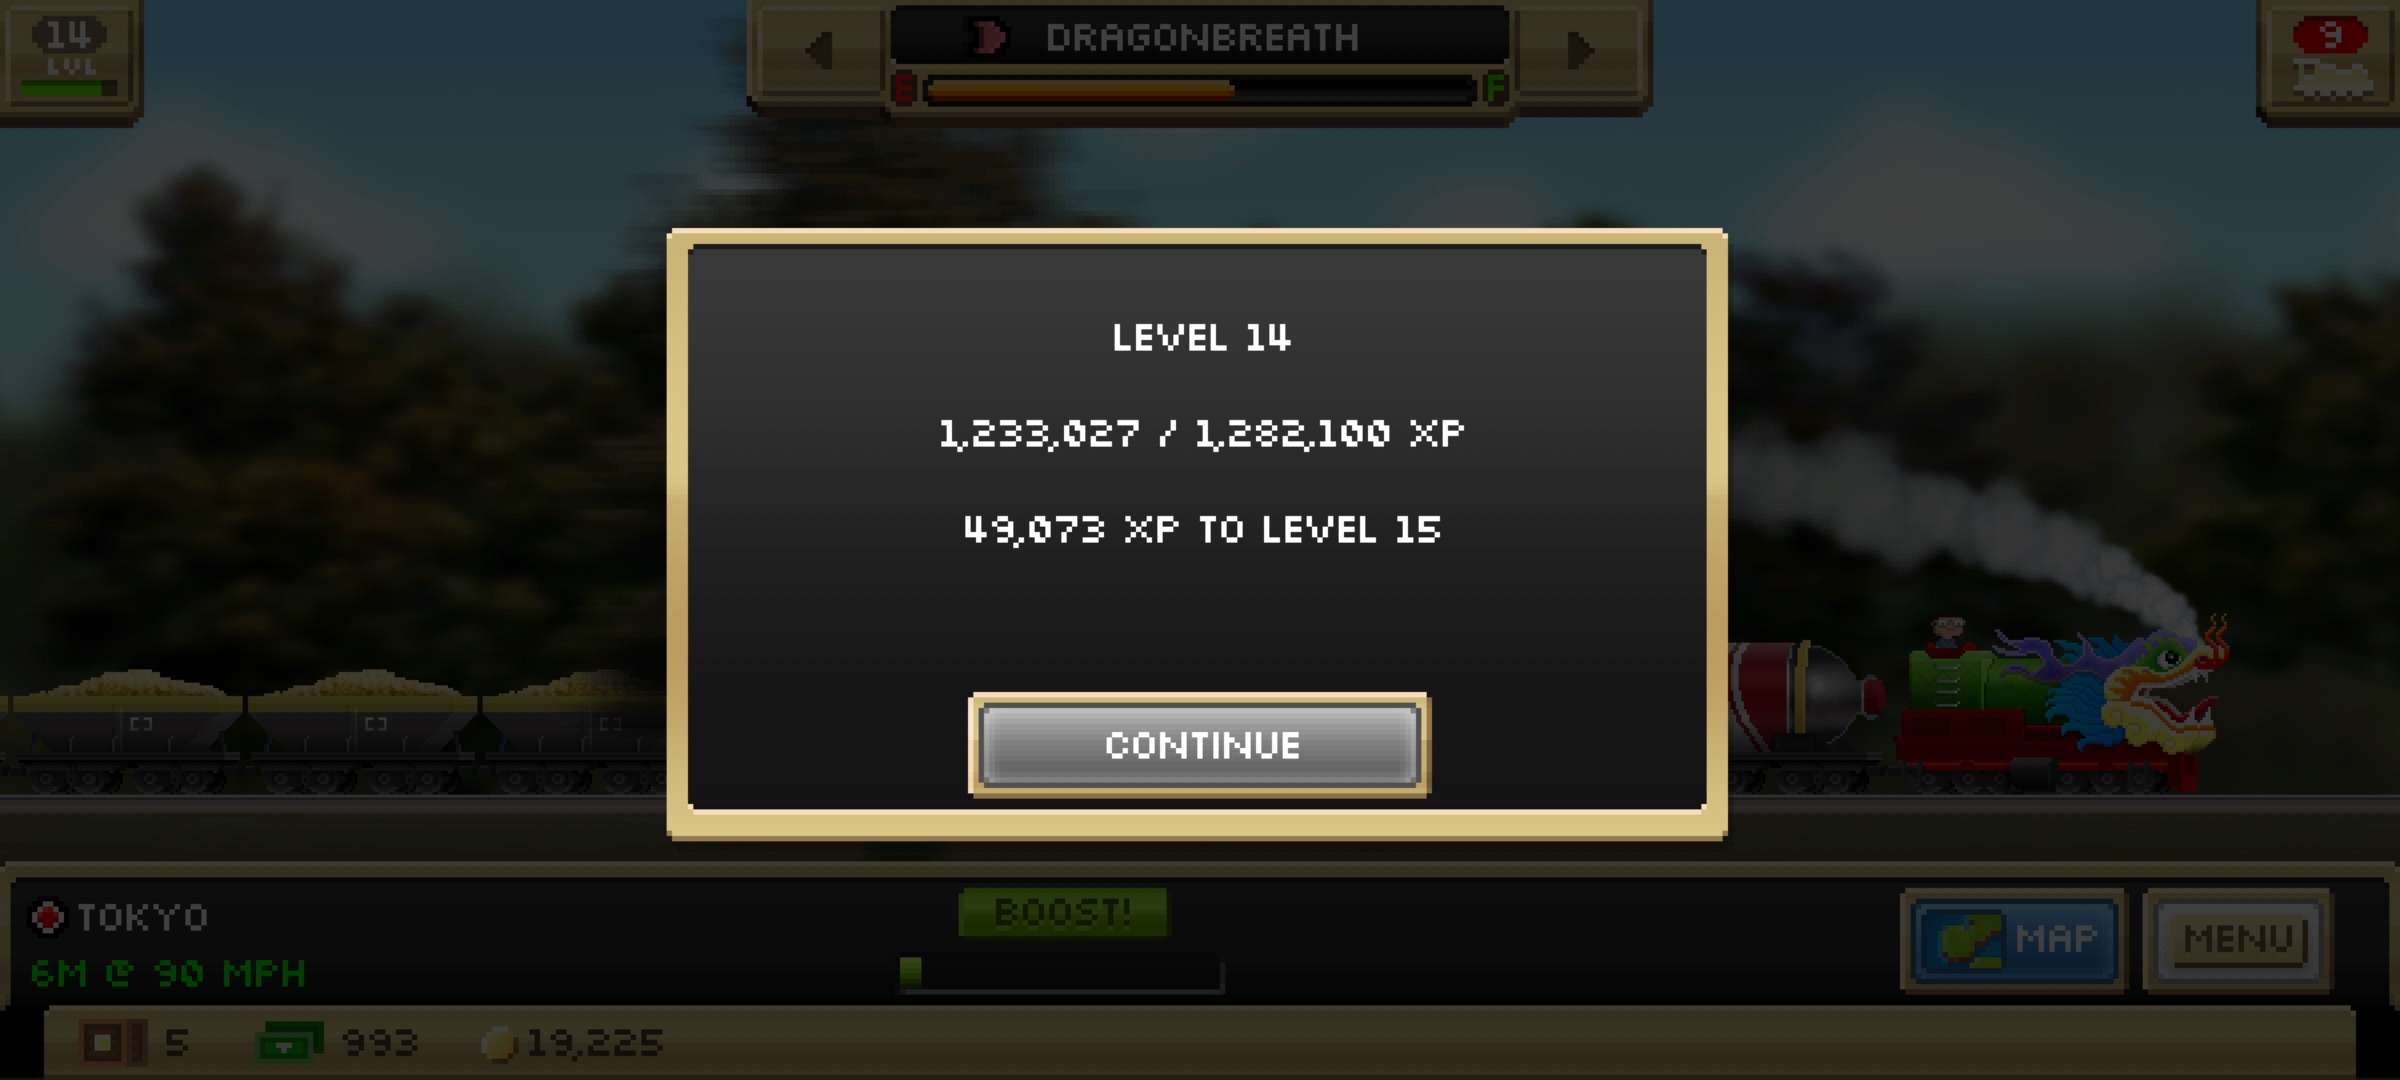 14
LVL
DRAGONBREATH
E F
9
LEVEL 14
1,233,027 / 1,282,100 XP
49,073 XP TO LEVEL 15
CONTINUE
TOKYO
6M @ 90 MPH
BOOST!
MAP
MENU
5 993 19,225